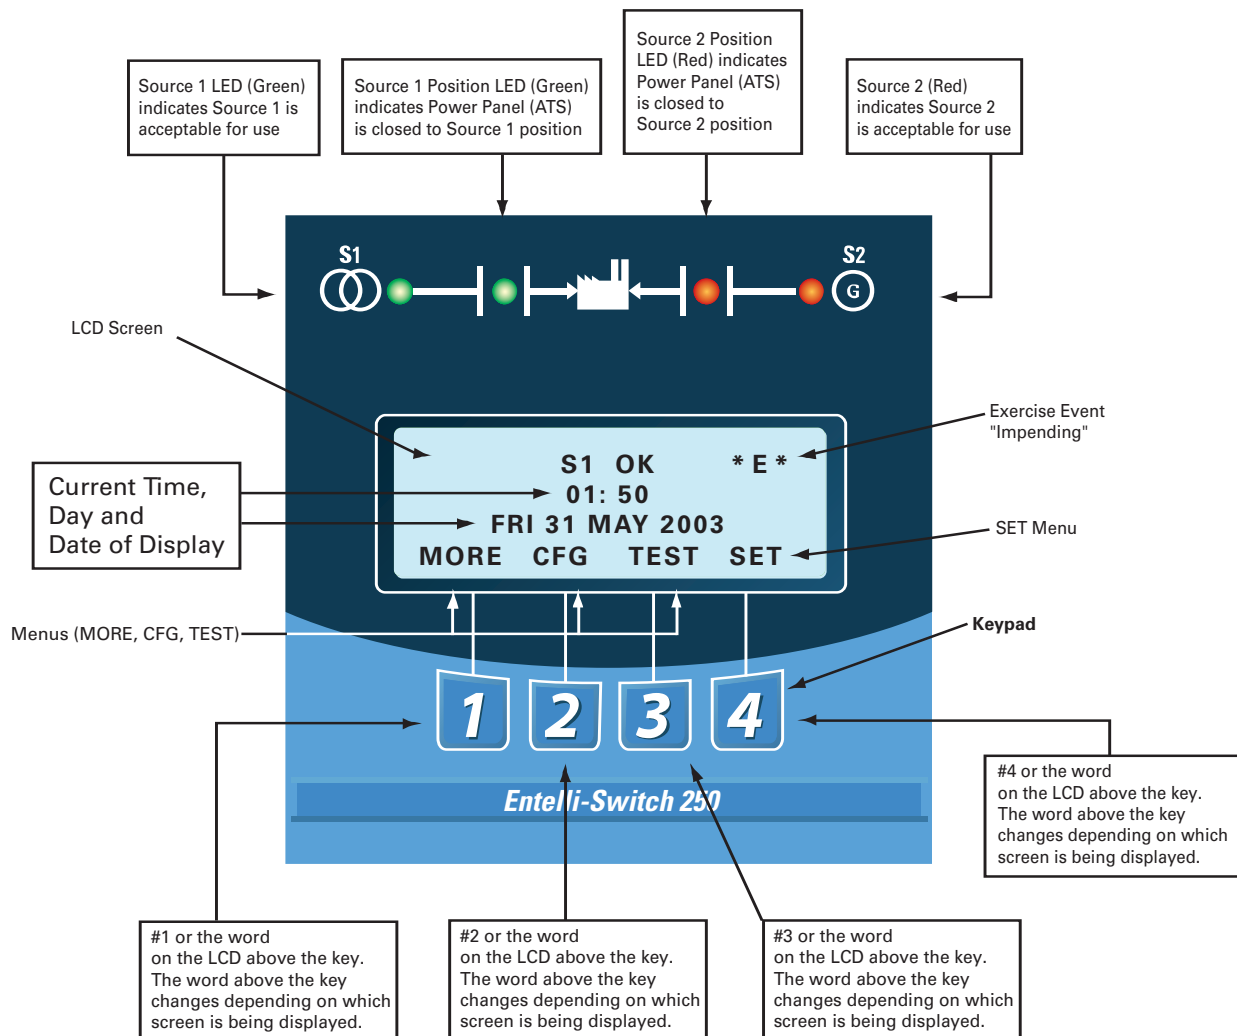 Source 1 LED (Green)
indicates Source 1 is
acceptable for use
Source 1 Position LED (Green)
indicates Power Panel (ATS)
is closed to Source 1 position
Source 2 Position
LED (Red) indicates
Power Panel (ATS)
is closed to
Source 2 position
Source 2 (Red)
indicates Source 2
is acceptable for use
S1
S2
G
LCD Screen
Exercise Event
"Impending"
S1 OK *E*
01: 50
FRI 31 MAY 2003
MORE CFG TEST SET
Current Time,
Day and
Date of Display
SET Menu
Menus (MORE, CFG, TEST)
Keypad
1 2 3 4
Entelli-Switch 250
#4 or the word
on the LCD above the key.
The word above the key
changes depending on which
screen is being displayed.
#1 or the word
on the LCD above the key.
The word above the key
changes depending on which
screen is being displayed.
#2 or the word
on the LCD above the key.
The word above the key
changes depending on which
screen is being displayed.
#3 or the word
on the LCD above the key.
The word above the key
changes depending on which
screen is being displayed.